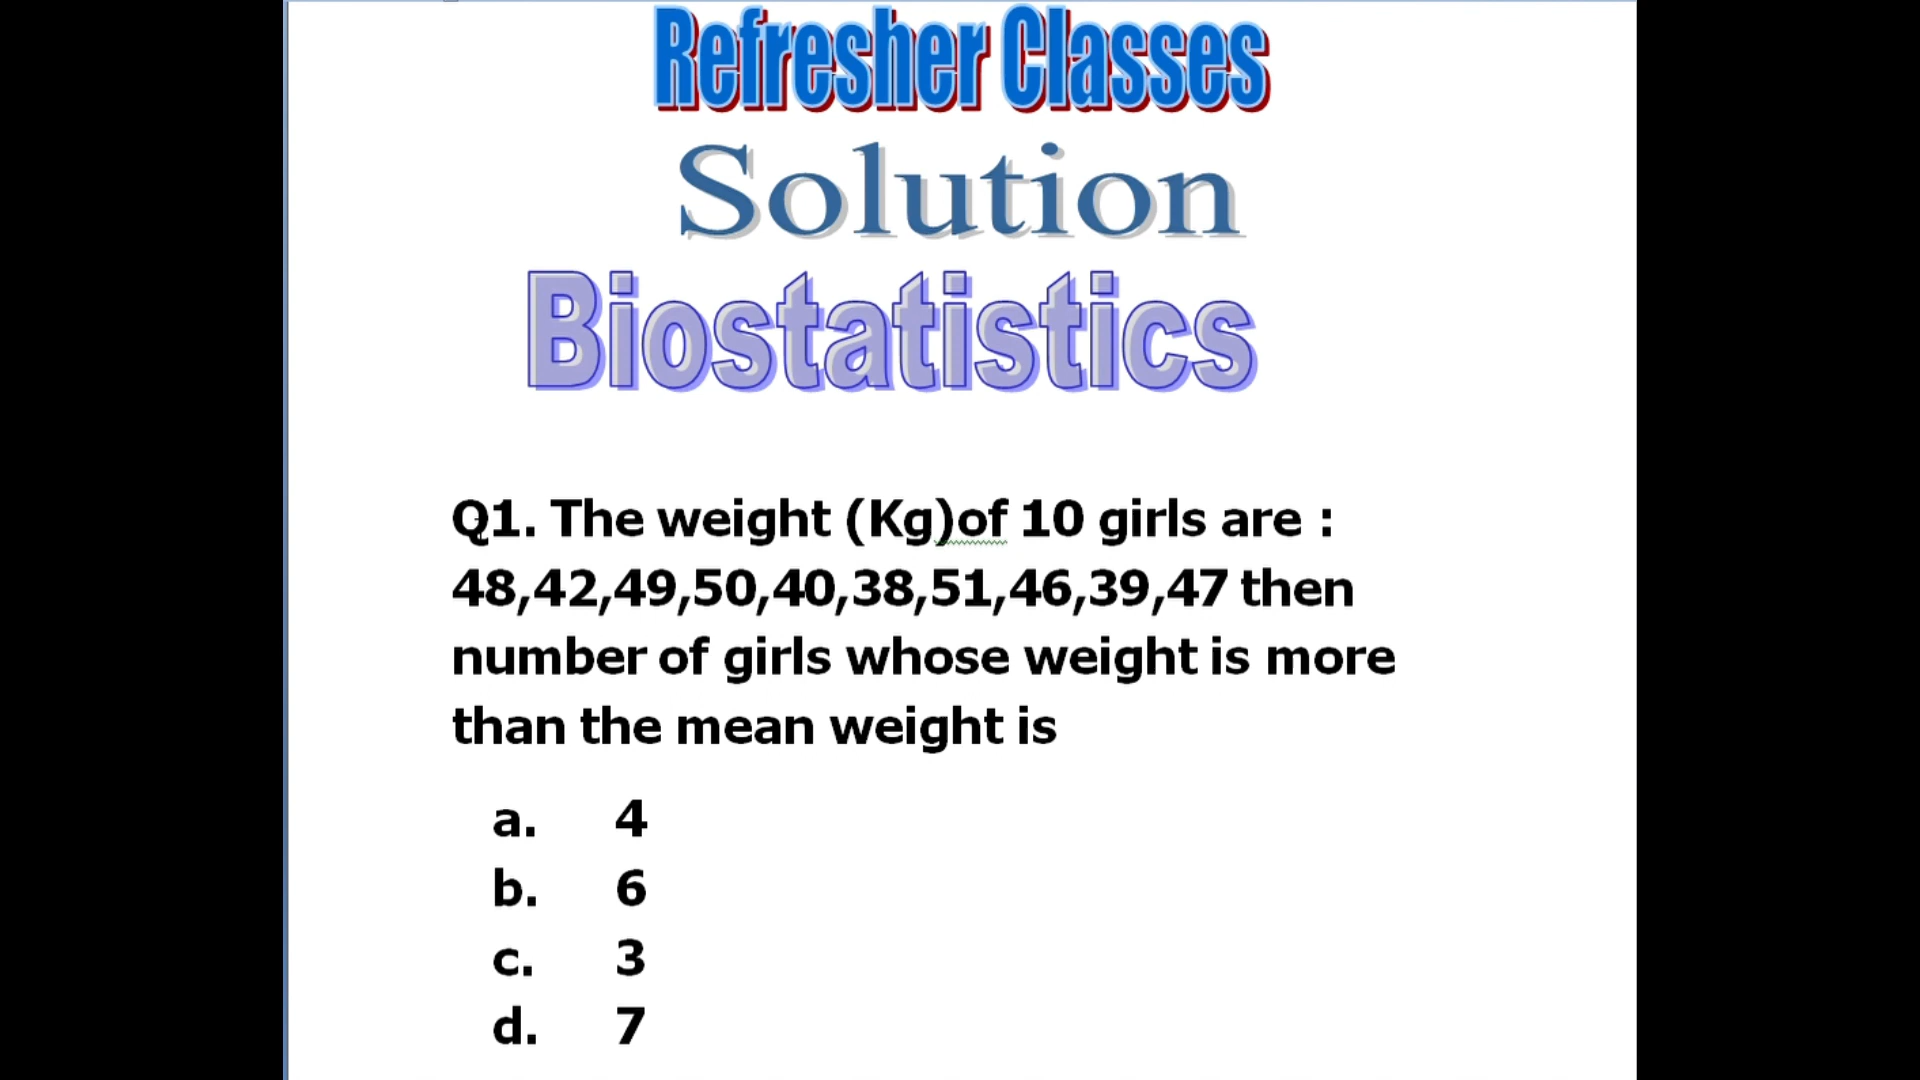 Refresher Classes
Solution
Biostatistics
Q1. The weight (Kg)of 10 girls are :
48,42,49,50,40,38,51,46,39,47 then
number of girls whose weight is more
than the mean weight is
a. 4
b. 6
c. 3
d. 7